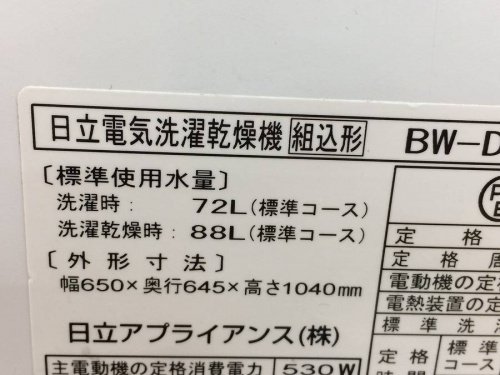 日立電気洗濯乾燥機 組込形 BW-D
〔標準使用水量〕
洗濯時： 72L(標準コース)
洗濯乾燥時： 88L(標準コース)
〔外形寸法〕
幅650×奥行645×高さ1040mm
日立アプライアンス(株)
主電動機の定格消費電力 530W
定格
定格周
電動機の定格
電熱装置の定
標準洗濯
定格 標準
時間 コース